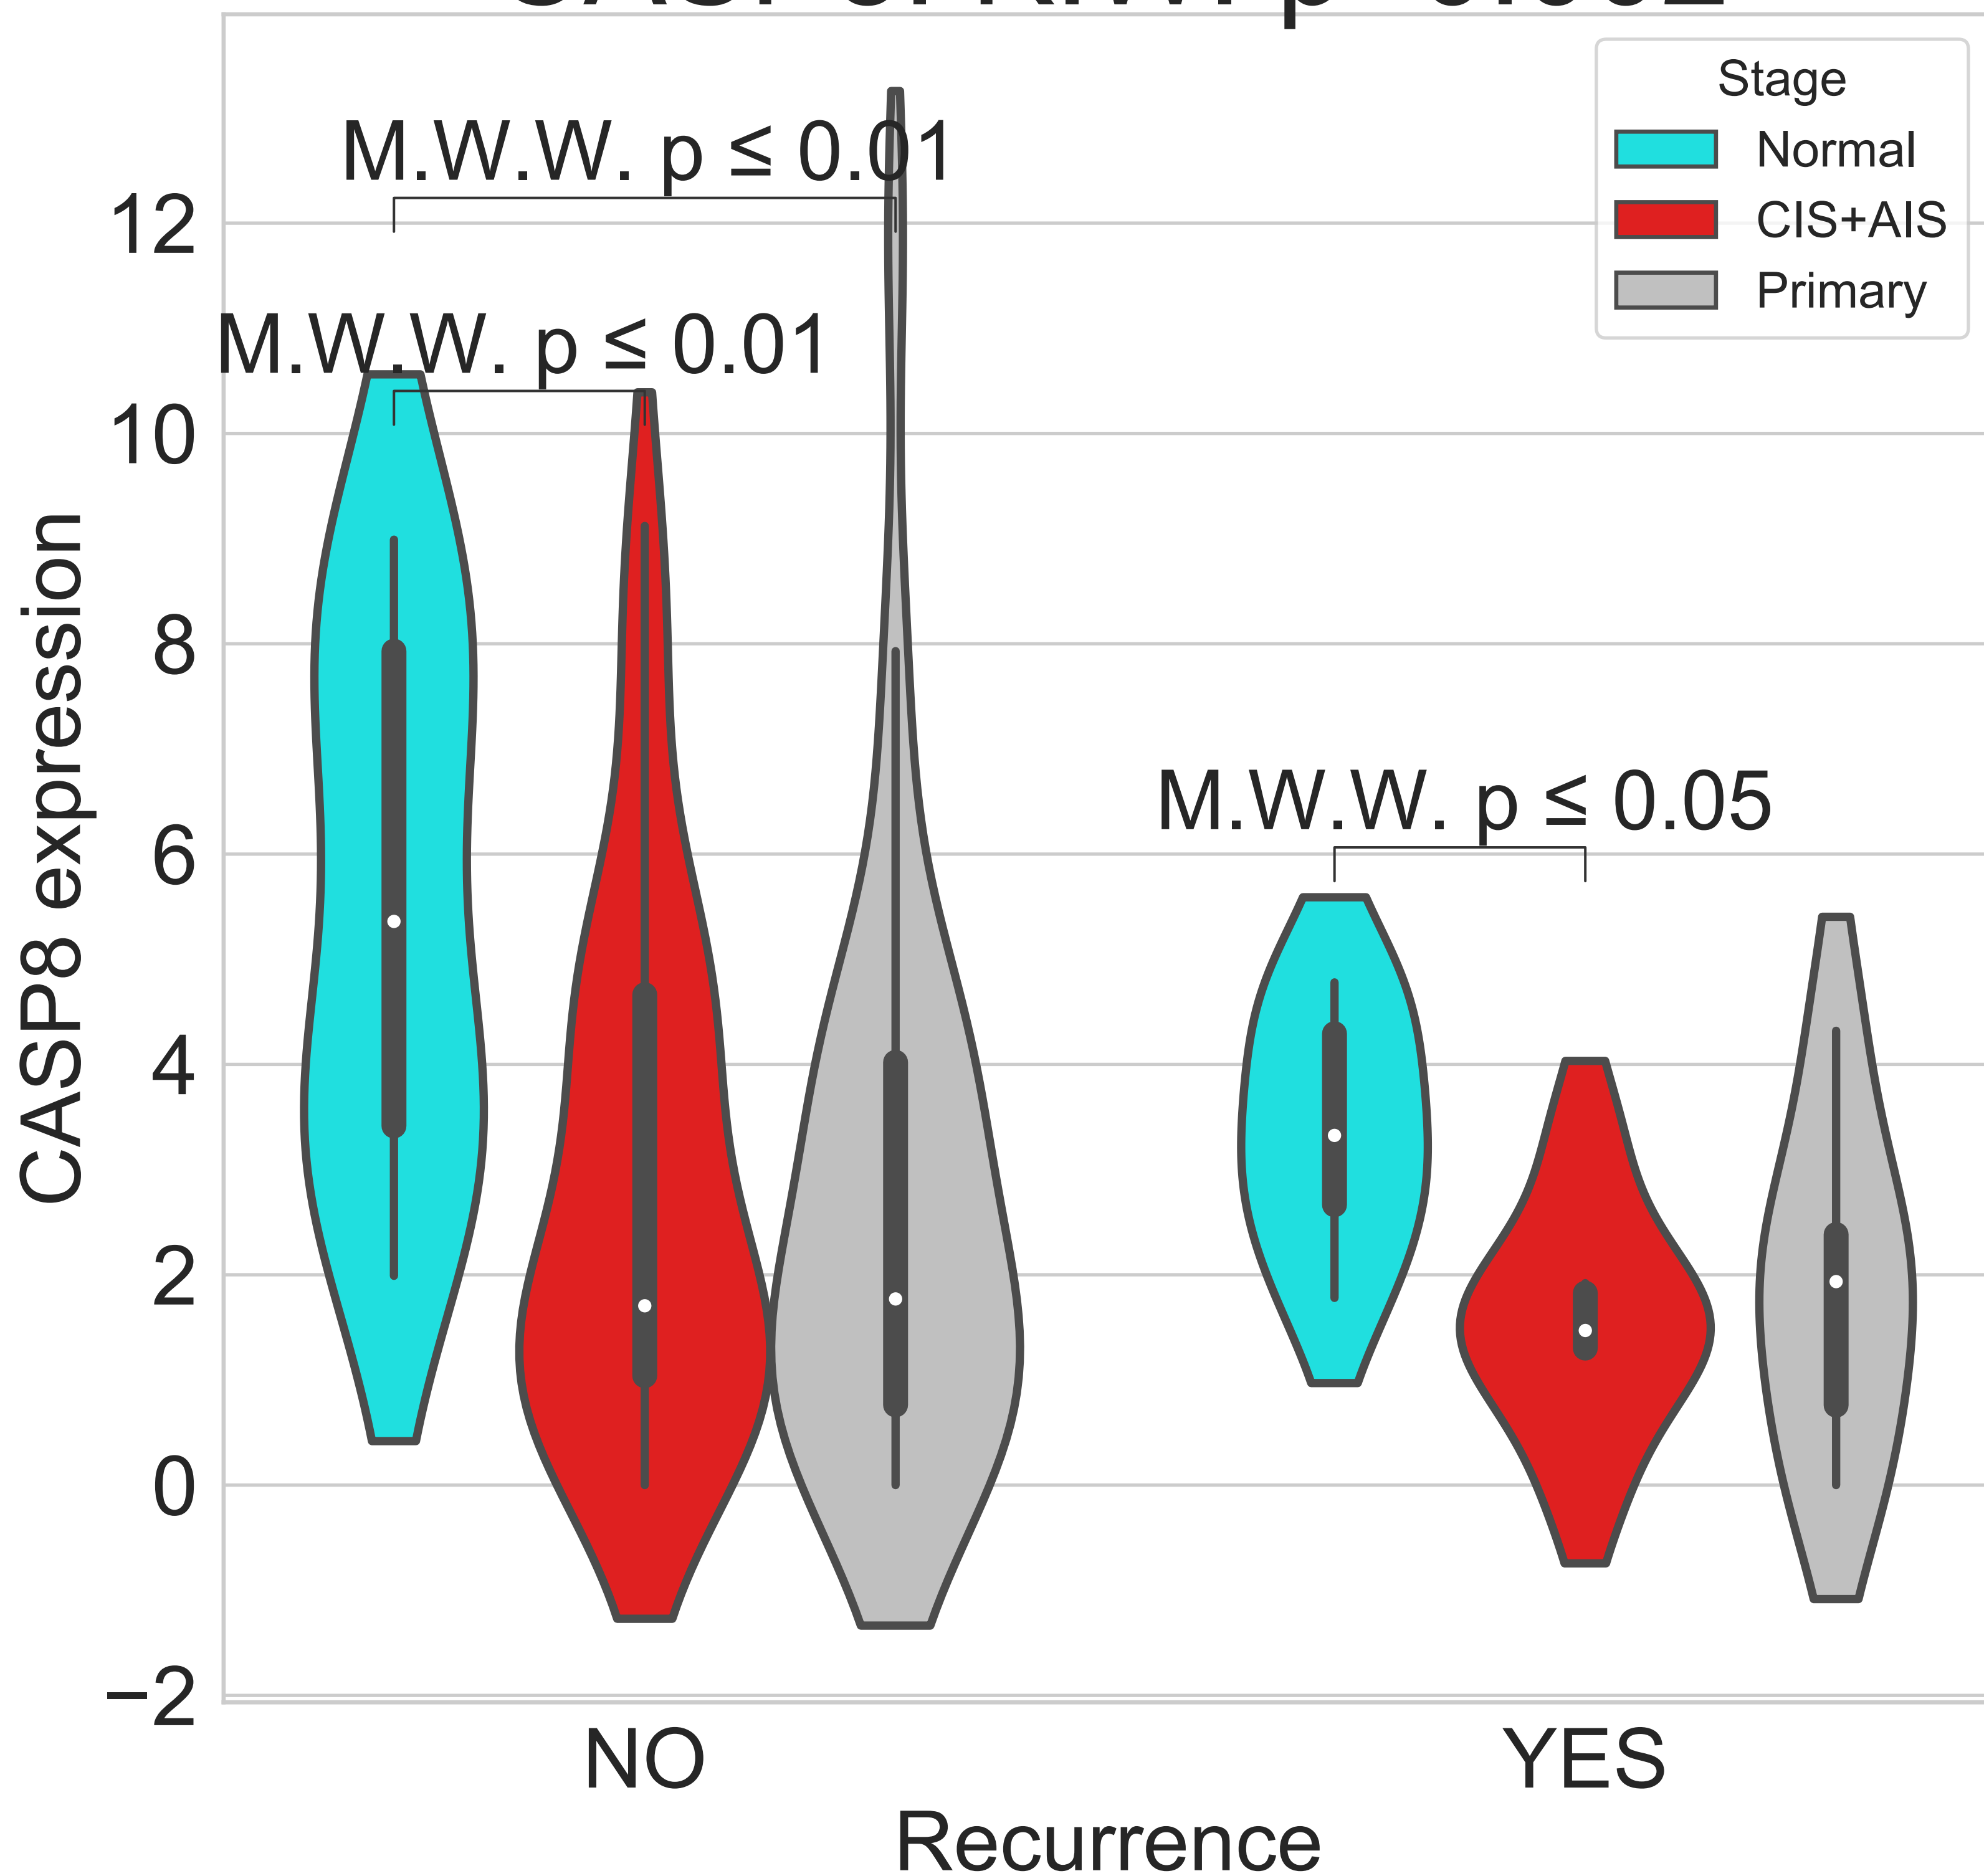 Stage
Normal
CIS+AIS
Primary
M.W.W. p ≤ 0.01
M.W.W. p ≤ 0.01
M.W.W. p ≤ 0.05
12
10
8
6
4
2
0
−2
CASP8 expression
NO
YES
Recurrence